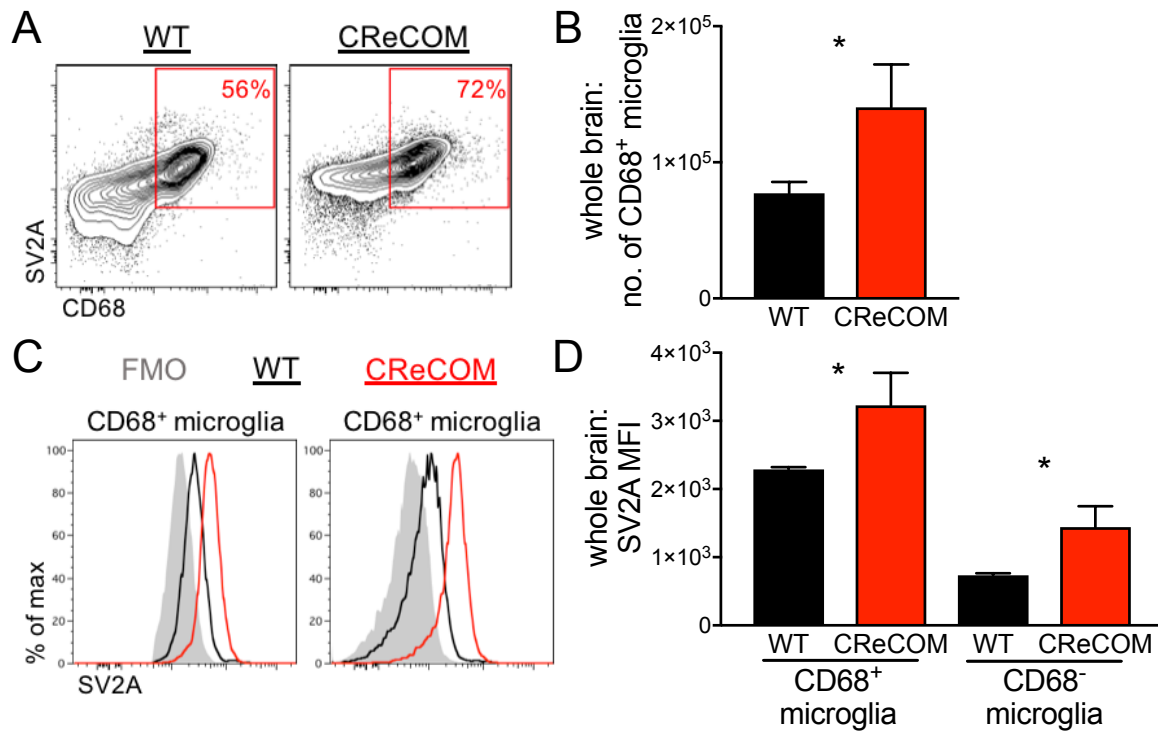 A
WT
CReCOM
56%
72%
SV2A
CD68
B
whole brain:
no. of CD68⁺ microglia
2×10⁵
1×10⁵
0
*
WT
CReCOM
C
FMO
WT
CReCOM
CD68⁺ microglia
CD68⁺ microglia
% of max
100
80
60
40
20
0
100
80
60
40
20
0
SV2A
D
whole brain:
SV2A MFI
4×10³
3×10³
2×10³
1×10³
0
*
*
WT
CReCOM
WT
CReCOM
CD68⁺
microglia
CD68⁻
microglia